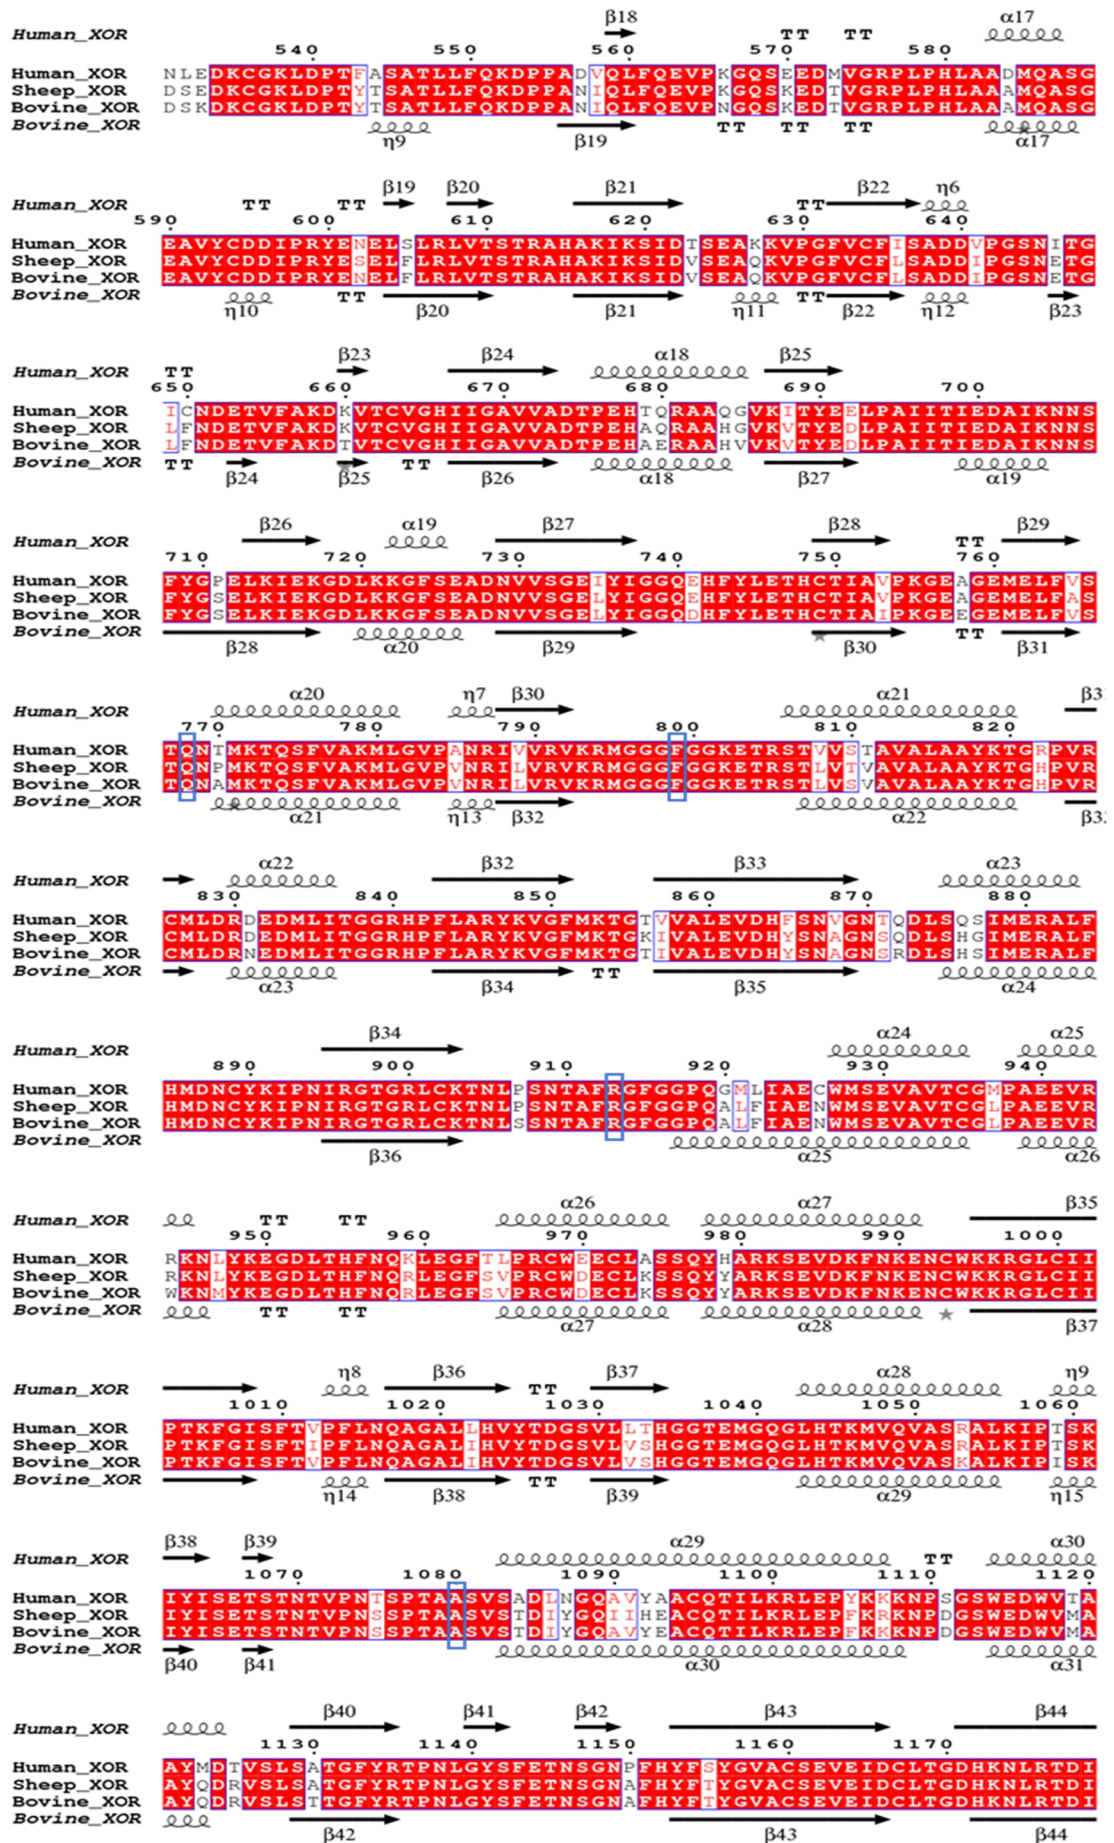 β18 α17
Human_XOR TT TT
540 550 560 570 580
Human_XOR NLEDKCGKLDPTFASATLLFQKDPPADVQLFQEVPKGQSEEDMVGRPLPHLAADMQASG
Sheep_XOR DSEDKCGKLDPTYTSATLLFQKDPPANIQLFQEVPKGQSKEDTVGRPLPHLAAAMQASG
Bovine_XOR DSKDKCGKLDPTYTSATLLFQKDPPANIQLFQEVPNGQSKEDTVGRPLPHLAAAMQASG
Bovine_XOR TT TT TT
η9 β19 α17
β19 β20 β21 β22 η6
Human_XOR TT TT TT
590 600 610 620 630 640
Human_XOR EAVYCDDIPRYENELSLRLVTSTRAHAKIKSIDTSEAKKVPGFVCFISADDVPGSNITG
Sheep_XOR EAVYCDDIPRYESELFLRLVTSTRAHAKIKSIDVSEAQKVPGFVCFLSADDIPGSNETG
Bovine_XOR EAVYCDDIPRYENELFLRLVTSTRAHAKIKSIDVSEAQKVPGFVCFLSADDIPGSNETG
Bovine_XOR TT TT
η10 β20 β21 η11 β22 η12 β23
β23 β24 α18 β25
Human_XOR TT
650 660 670 680 690 700
Human_XOR ICNDETVFAKDKVTCVGHIIGAVVADTPEHTQRAAQGVKITYEELPAIITIEDAIKNNS
Sheep_XOR LFNDETVFAKDKVTCVGHIIGAVVADTPEHAQRAAHGVKVTYEDLPAIITIEDAIKNNS
Bovine_XOR LFNDETVFAKDTVTCVGHIIGAVVADTPEHAERAAHVVKVTYEDLPAIITIEDAIKNNS
Bovine_XOR TT TT
β24 β25 β26 α18 β27 α19
β26 α19 β27 β28 β29
Human_XOR TT
710 720 730 740 750 760
Human_XOR FYGPELKIEKGDLKKGFSEADNVVSGEIYIGGQEHFYLETHCTIAVPKGEAGEMELFVS
Sheep_XOR FYGSELKIEKGDLKKGFSEADNVVSGELYIGGQEHFYLETHCTIAVPKGEAGEMELFAS
Bovine_XOR FYGSELKIEKGDLKKGFSEADNVVSGELYIGGQDHFYLETHCTIAIPKGEEGEMELFVS
Bovine_XOR TT
β28 α20 β29 β30 β31
α20 η7 β30 α21 β31
Human_XOR
770 780 790 800 810 820
Human_XOR TQNTMKTQSFVAKMLGVPANRIVVRVKRMGGGFGGKETRSTVVSTAVALAAYKTGRPVR
Sheep_XOR TQNPMKTQSFVAKMLGVPVNRILVRVKRMGGGFGGKETRSTLVTVAVALAAYKTGHPVR
Bovine_XOR TQNAMKTQSFVAKMLGVPVNRILVRVKRMGGGFGGKETRSTLVSVAVALAAYKTGHPVR
Bovine_XOR
α21 η13 β32 α22 β33
α22 β32 β33 α23
Human_XOR
830 840 850 860 870 880
Human_XOR CMLDRDEDMLITGGRHPFLARYKVGFMKTGTVVALEVDHFSNVGNTQDLSQSIMERALF
Sheep_XOR CMLDRDEDMLITGGRHPFLARYKVGFMKTGKIVALEVDHYSNAGNSQDLSHGIMERALF
Bovine_XOR CMLDRNEDMLITGGRHPFLARYKVGFMKTGTIVALEVDHYSNAGNSRDLSHSIMERALF
Bovine_XOR TT
α23 β34 β35 α24
β34 α24 α25
Human_XOR
890 900 910 920 930 940
Human_XOR HMDNCYKIPNIRGTGRLCKTNLPSNTAFRGFGGPQGMLIAECWMSEVAVTCGMPAEEVR
Sheep_XOR HMDNCYKIPNIRGTGRLCKTNLPSNTAFRGFGGPQALFIAENWMSEVAVTCGLPAEEVR
Bovine_XOR HMDNCYKIPNIRGTGRLCKTNLSSNTAFRGFGGPQALFIAENWMSEVAVTCGLPAEEVR
Bovine_XOR
β36 α25 α26
α26 α27 β35
Human_XOR TT TT
950 960 970 980 990 1000
Human_XOR RKNLYKEGDLTHFNQKLEGFTLPRCWEECLASSQYHARKSEVDKFNKENCWKKRGLCII
Sheep_XOR RKNLYKEGDLTHFNQRLEGFSVPRCWDECLKSSQYYARKSEVDKFNKENCWKKRGLCII
Bovine_XOR WKNMYKEGDLTHFNQRLEGFSVPRCWDECLKSSQYYARKSEVDKFNKENCWKKRGLCII
Bovine_XOR TT TT
α27 α28 β37
η8 β36 β37 α28 η9
Human_XOR TT
1010 1020 1030 1040 1050 1060
Human_XOR PTKFGISFTVPFLNQAGALLHVYTDGSVLLTHGGTEMGQGLHTKMVQVASRALKIPTSK
Sheep_XOR PTKFGISFTIPFLNQAGALIHVYTDGSVLVSHGGTEMGQGLHTKMVQVASRALKIPTSK
Bovine_XOR PTKFGISFTVPFLNQAGALIHVYTDGSVLVSHGGTEMGQGLHTKMVQVASKALKIPISK
Bovine_XOR TT
η14 β38 β39 α29 η15
β38 β39 α29 α30
Human_XOR TT
1070 1080 1090 1100 1110 1120
Human_XOR IYISETSTNTVPNTSPTAASVSADLNGQAVYAACQTILKRLEPYKKKNPSGSWEDWVTA
Sheep_XOR IYISETSTNTVPNSSPTAASVSTDIYGQIIHEACQTILKRLEPFKRKNPSGSWEDWVMA
Bovine_XOR IYISETSTNTVPNSSPTAASVSTDIYGQAVYEACQTILKRLEPFKKKNPDGSWEDWVMA
Bovine_XOR
β40 β41 α30 α31
β40 β41 β42 β43 β44
Human_XOR
1130 1140 1150 1160 1170
Human_XOR AYMDTVSLSATGFYRTPNLGYSFETNSGNPFHYFSYGVACSEVEIDCLTGDHKNLRTDI
Sheep_XOR AYQDRVSLSATGFYRTPNLGYSFETNSGNAFHYFTYGVACSEVEIDCLTGDHKNLRTDI
Bovine_XOR AYQDRVSLSTTGFYRTPNLGYSFETNSGNAFHYFTYGVACSEVEIDCLTGDHKNLRTDI
Bovine_XOR
β42 β43 β44